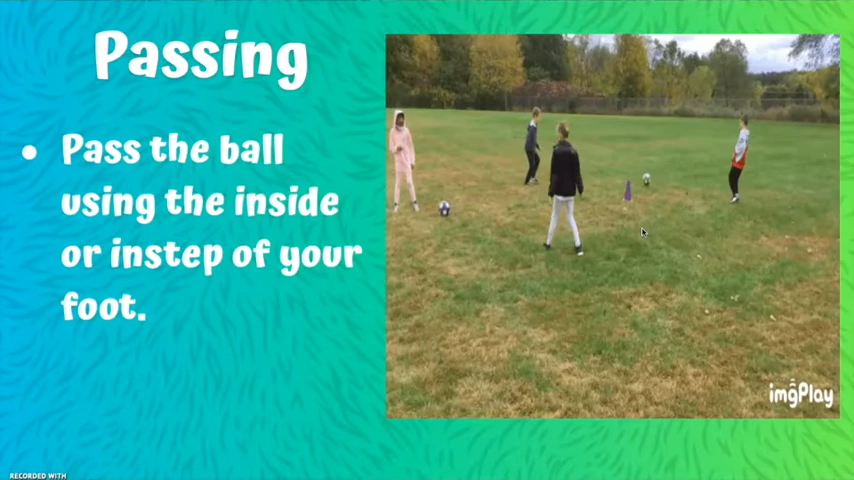 Passing
• Pass the ball
using the inside
or instep of your
foot.
imgPlay
RECORDED WITH